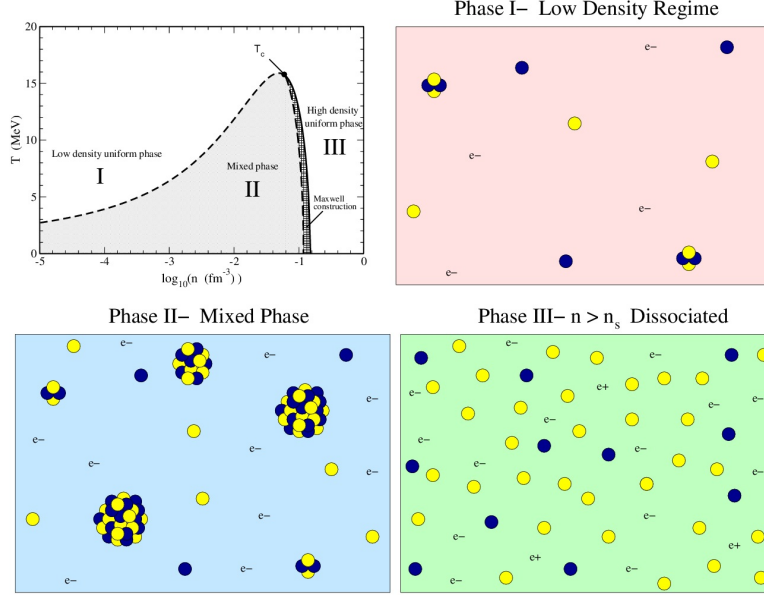 20
15
10
5
0
T (MeV)
T_c
Low density uniform phase
I
Mixed phase
II
High density
uniform phase
III
Maxwell
construction
-5
-4
-3
-2
-1
0
log₁₀(n (fm⁻³))
Phase I– Low Density Regime
e–
e–
e–
e–
Phase II– Mixed Phase
e–
e–
e–
e–
e–
e–
e–
e–
e–
e–
Phase III– n > nₛ Dissociated
e–
e–
e+
e–
e–
e–
e–
e–
e–
e–
e–
e–
e+
e+
e–
e–